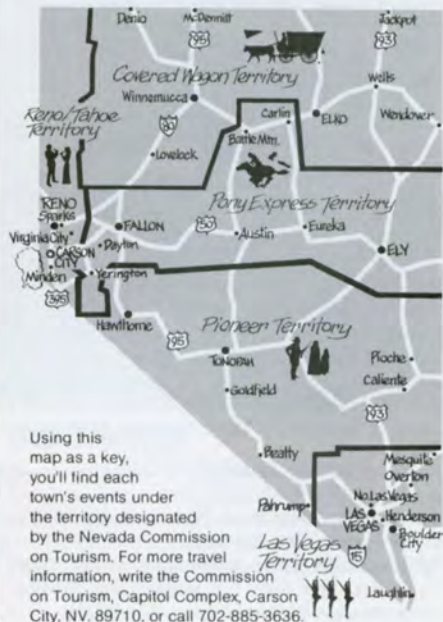 Denio
McDermitt
Jackpot
95
93
Covered Wagon Territory
Wells
Winnemucca
Reno/Tahoe
Territory
80
Carlin
ELKO
Wendover
Battle Mtn.
Lovelock
RENO
Sparks
Pony Express Territory
FALLON
50
Austin
Eureka
Virginia City
Dayton
ELY
CARSON
CITY
Minden
Yerington
395
Hawthorne
Pioneer Territory
95
TONOPAH
Pioche
Goldfield
Caliente
93
Beatty
Mesquite
Overton
Pahrump
No. Las Vegas
LAS
VEGAS
Henderson
Boulder
City
Las Vegas
Territory
15
Laughlin
Using this
map as a key,
you'll find each
town's events under
the territory designated
by the Nevada Commission
on Tourism. For more travel
information, write the Commission
on Tourism, Capitol Complex, Carson
City, NV, 89710, or call 702-885-3636.